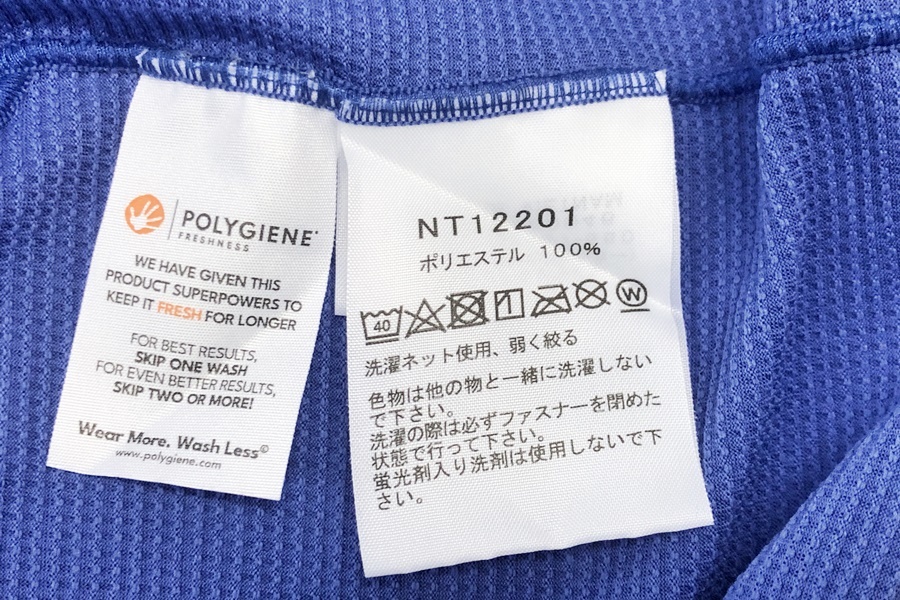 POLYGIENE
FRESHNESS
WE HAVE GIVEN THIS
PRODUCT SUPERPOWERS TO
KEEP IT FRESH FOR LONGER
FOR BEST RESULTS,
SKIP ONE WASH
FOR EVEN BETTER RESULTS,
SKIP TWO OR MORE!
Wear More. Wash Less©
www.polygiene.com
NT12201
ポリエステル 100%
40 W
洗濯ネット使用、弱く絞る
色物は他の物と一緒に洗濯しない
で下さい。
洗濯の際は必ずファスナーを閉めた
状態で行って下さい。
蛍光剤入り洗剤は使用しないで下
さい。